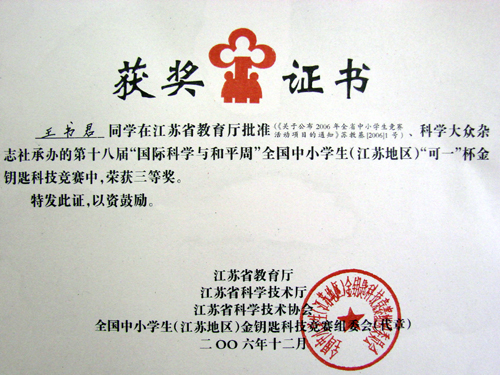 获奖证书
王书君 同学在江苏省教育厅批准(《关于公布 2006 年全省中小学生竞赛活动项目的通知》苏教基[2006]1 号)、科学大众杂
志社承办的第十八届“国际科学与和平周”全国中小学生(江苏地区)“可一”杯金
钥匙科技竞赛中,荣获三等奖。
特发此证,以资鼓励。
江苏省教育厅
江苏省科学技术厅
江苏省科学技术协会
全国中小学生(江苏地区)金钥匙科技竞赛组委会(代章)
二〇〇六年十二月